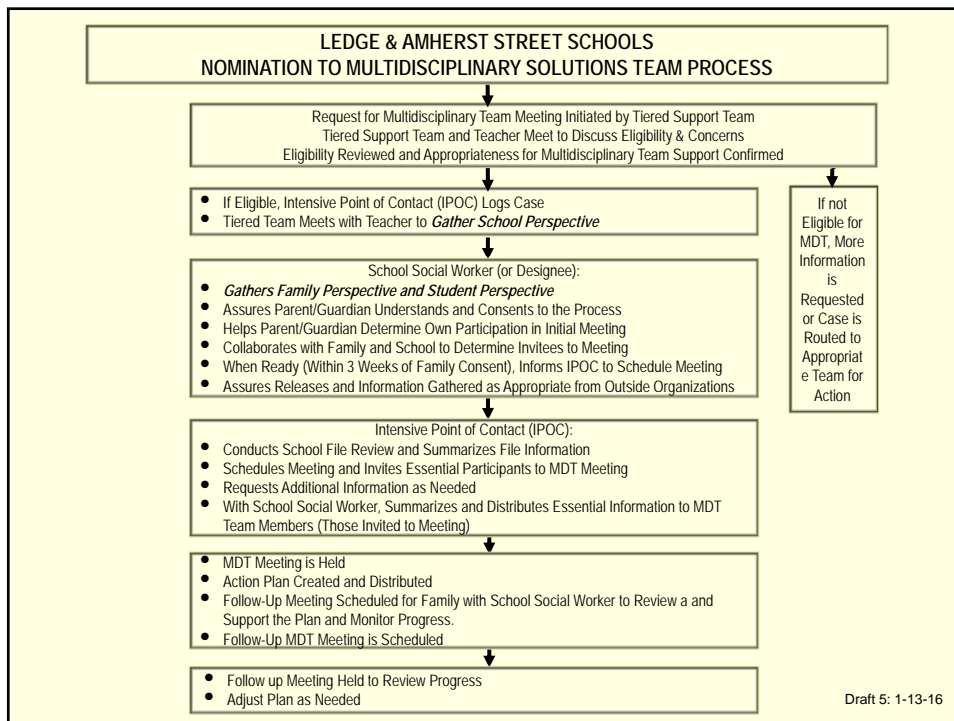 LEDGE & AMHERST STREET SCHOOLS
NOMINATION TO MULTIDISCIPLINARY SOLUTIONS TEAM PROCESS
Request for Multidisciplinary Team Meeting Initiated by Tiered Support Team
Tiered Support Team and Teacher Meet to Discuss Eligibility & Concerns
Eligibility Reviewed and Appropriateness for Multidisciplinary Team Support Confirmed
• If Eligible, Intensive Point of Contact (IPOC) Logs Case
• Tiered Team Meets with Teacher to Gather School Perspective
If not
Eligible for
MDT, More
Information
is
Requested
or Case is
Routed to
Appropriat
e Team for
Action
School Social Worker (or Designee):
• Gathers Family Perspective and Student Perspective
• Assures Parent/Guardian Understands and Consents to the Process
• Helps Parent/Guardian Determine Own Participation in Initial Meeting
• Collaborates with Family and School to Determine Invitees to Meeting
• When Ready (Within 3 Weeks of Family Consent), Informs IPOC to Schedule Meeting
• Assures Releases and Information Gathered as Appropriate from Outside Organizations
Intensive Point of Contact (IPOC):
• Conducts School File Review and Summarizes File Information
• Schedules Meeting and Invites Essential Participants to MDT Meeting
• Requests Additional Information as Needed
• With School Social Worker, Summarizes and Distributes Essential Information to MDT
Team Members (Those Invited to Meeting)
• MDT Meeting is Held
• Action Plan Created and Distributed
• Follow-Up Meeting Scheduled for Family with School Social Worker to Review a and
Support the Plan and Monitor Progress.
• Follow-Up MDT Meeting is Scheduled
• Follow up Meeting Held to Review Progress
• Adjust Plan as Needed
Draft 5: 1-13-16